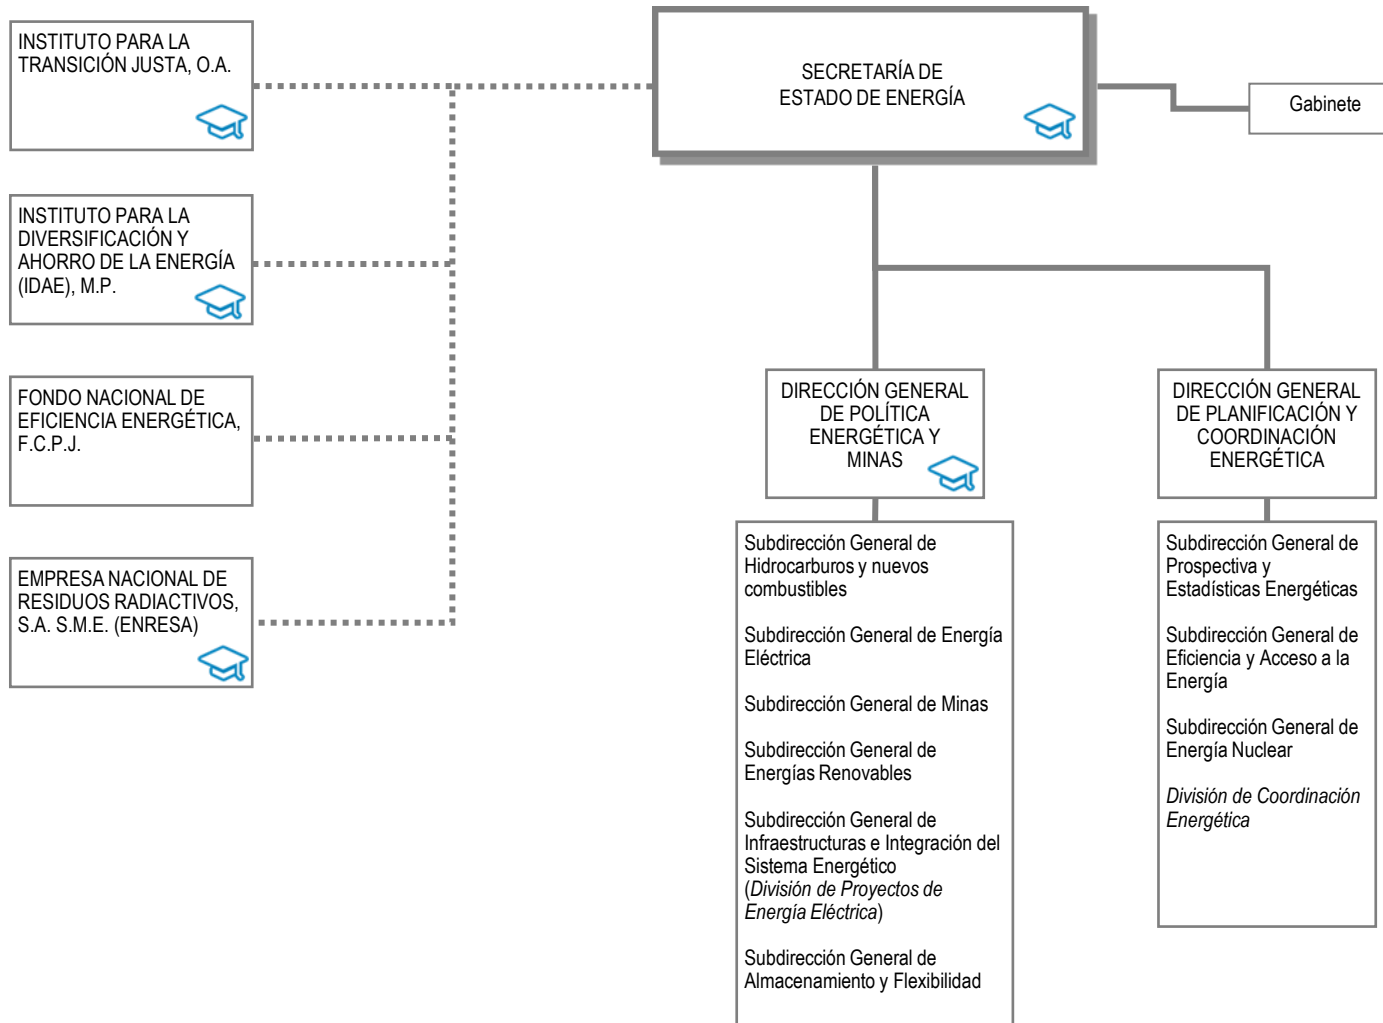 INSTITUTO PARA LA
TRANSICIÓN JUSTA, O.A.
SECRETARÍA DE
ESTADO DE ENERGÍA
Gabinete
INSTITUTO PARA LA
DIVERSIFICACIÓN Y
AHORRO DE LA ENERGÍA
(IDAE), M.P.
FONDO NACIONAL DE
EFICIENCIA ENERGÉTICA,
F.C.P.J.
EMPRESA NACIONAL DE
RESIDUOS RADIACTIVOS,
S.A. S.M.E. (ENRESA)
DIRECCIÓN GENERAL
DE POLÍTICA
ENERGÉTICA Y
MINAS
Subdirección General de
Hidrocarburos y nuevos
combustibles
Subdirección General de Energía
Eléctrica
Subdirección General de Minas
Subdirección General de
Energías Renovables
Subdirección General de
Infraestructuras e Integración del
Sistema Energético
(División de Proyectos de
Energía Eléctrica)
Subdirección General de
Almacenamiento y Flexibilidad
DIRECCIÓN GENERAL
DE PLANIFICACIÓN Y
COORDINACIÓN
ENERGÉTICA
Subdirección General de
Prospectiva y
Estadísticas Energéticas
Subdirección General de
Eficiencia y Acceso a la
Energía
Subdirección General de
Energía Nuclear
División de Coordinación
Energética